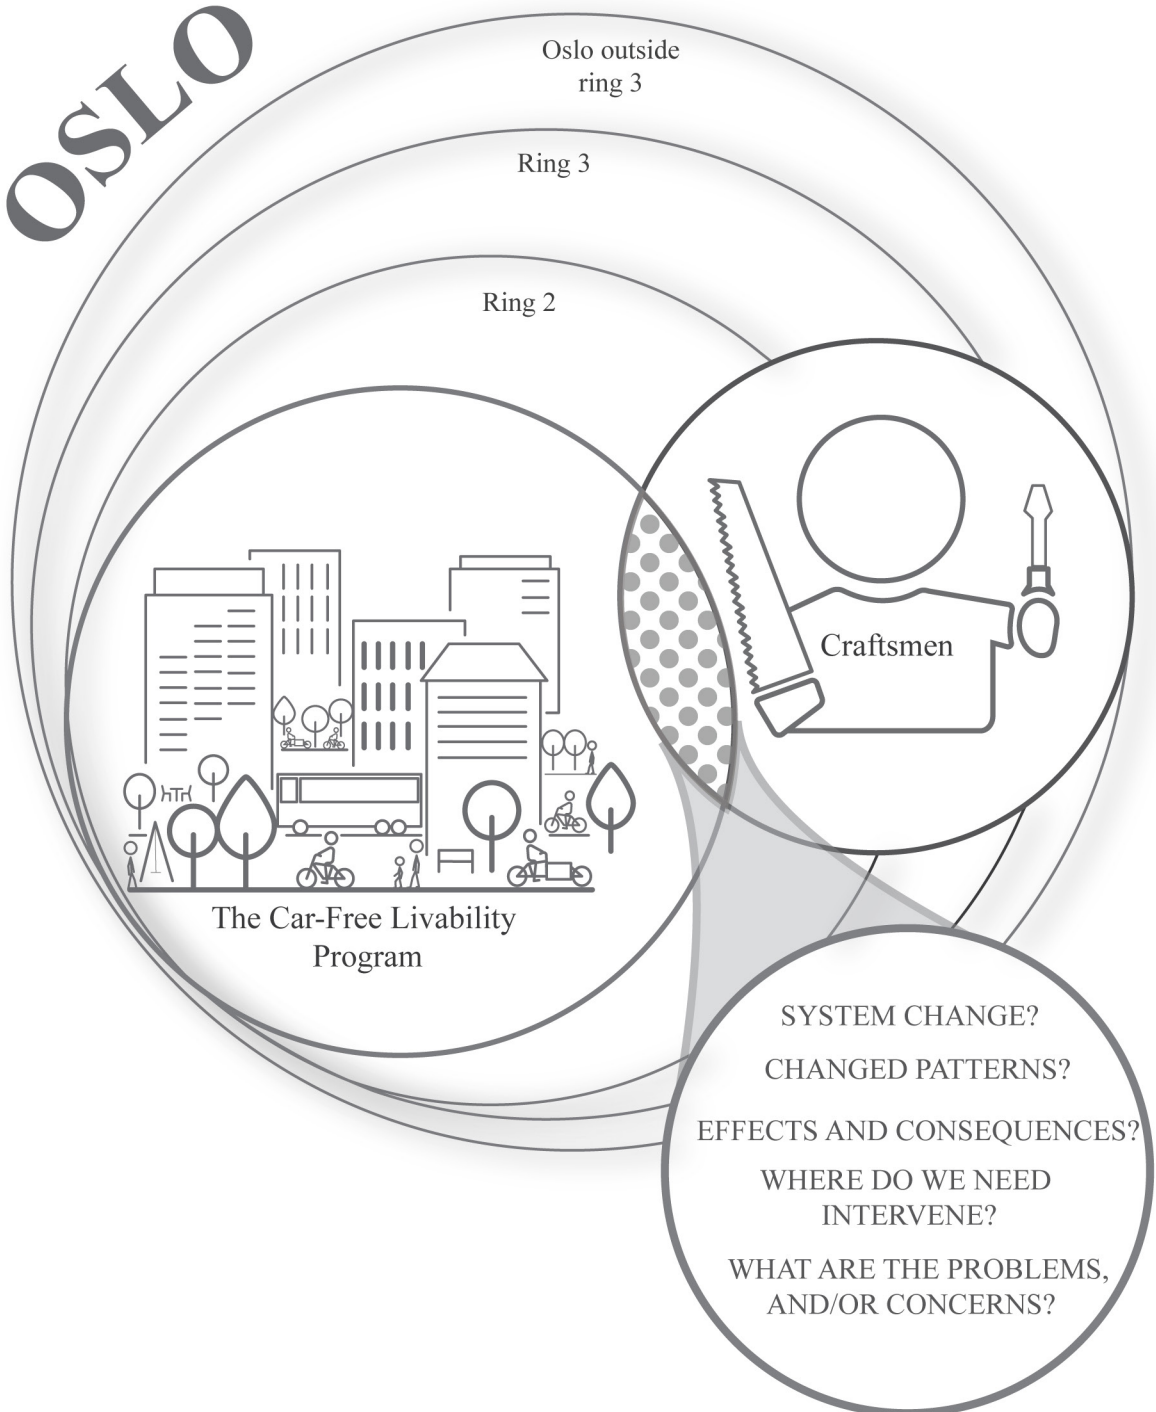 OSLO
Oslo outside
ring 3
Ring 3
Ring 2
Craftsmen
The Car-Free Livability
Program
SYSTEM CHANGE?
CHANGED PATTERNS?
EFFECTS AND CONSEQUENCES?
WHERE DO WE NEED
INTERVENE?
WHAT ARE THE PROBLEMS,
AND/OR CONCERNS?